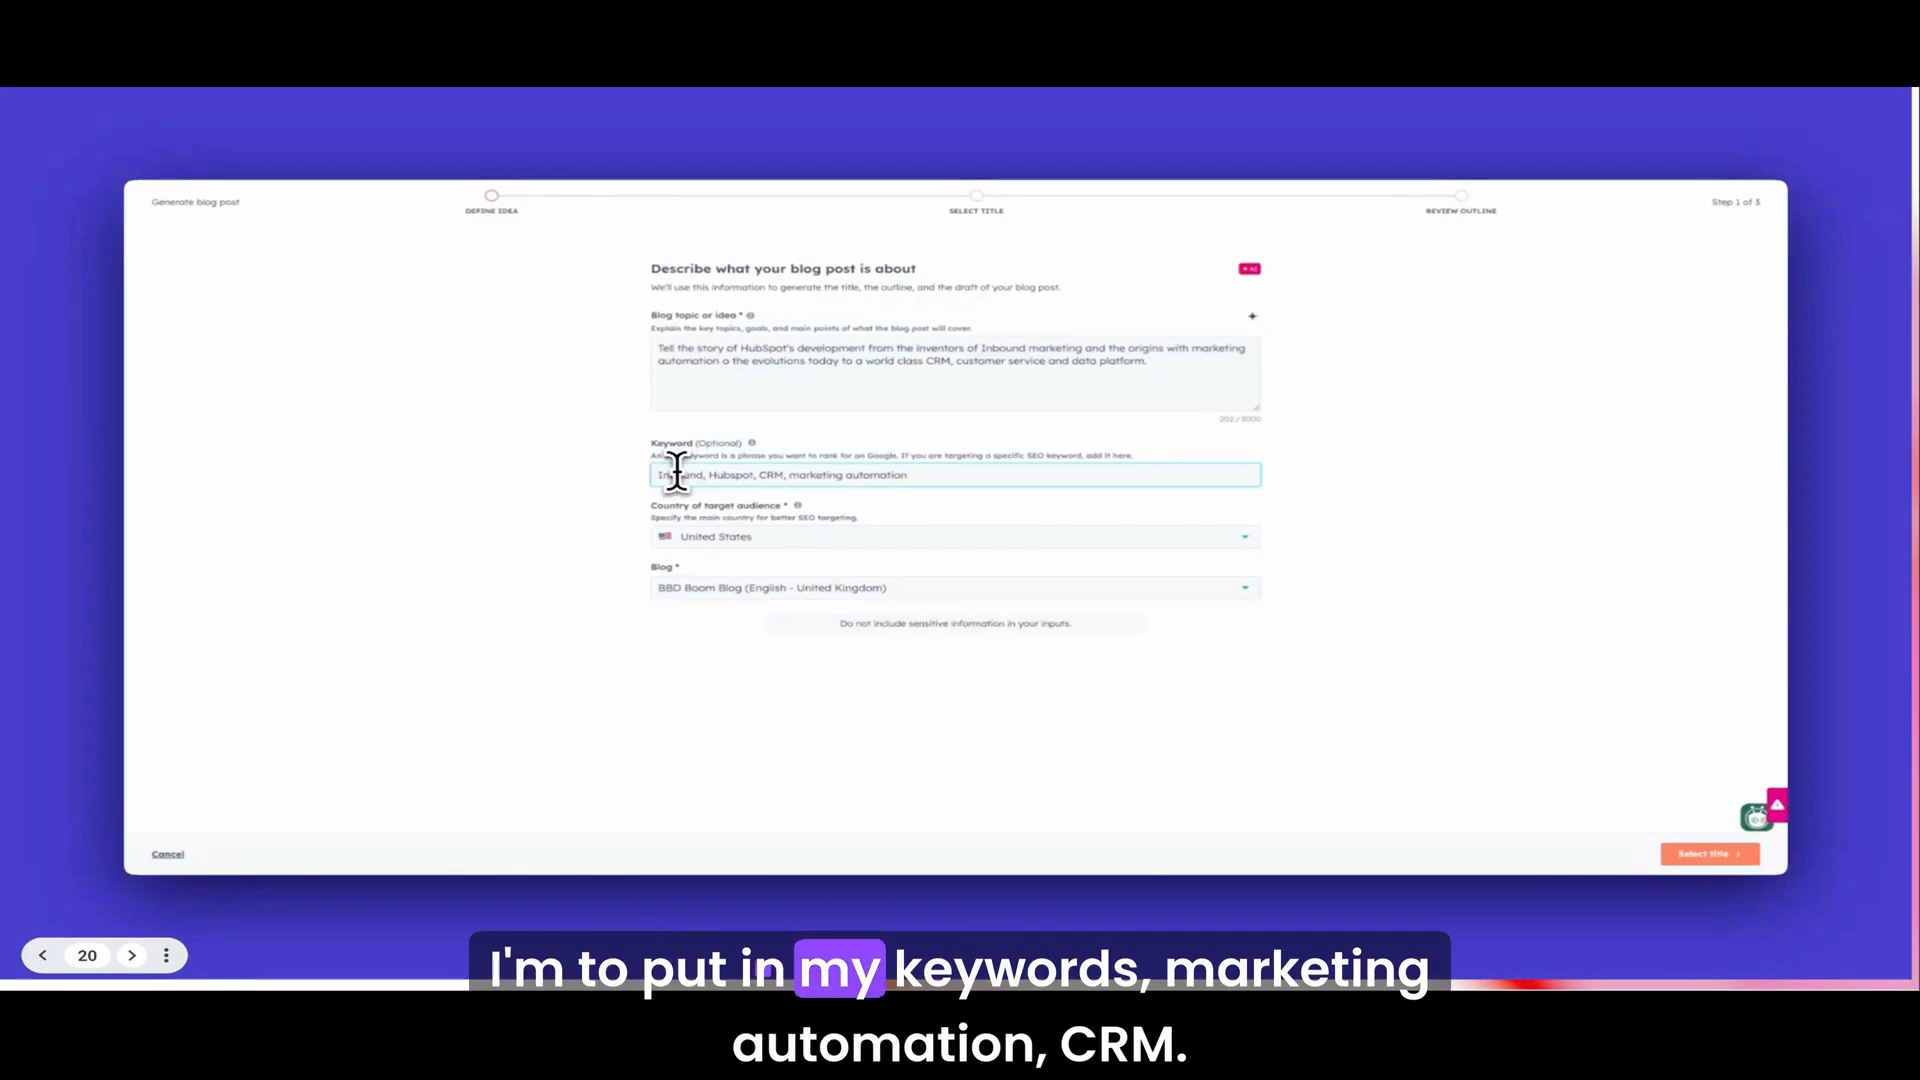 Generate blog post
DEFINE IDEA
SELECT TITLE
REVIEW OUTLINE
Step 1 of 3
Describe what your blog post is about
AI
We'll use this information to generate the title, the outline, and the draft of your blog post.
Blog topic or idea *
Explain the key topics, goals, and main points of what the blog post will cover.
Tell the story of HubSpot's development from the inventors of Inbound marketing and the origins with marketing
automation o the evolutions today to a world class CRM, customer service and data platform.
202 / 3000
Keyword (Optional)
is a phrase you want to rank for on Google. If you are targeting a specific SEO keyword, add it here.
Hubspot, CRM, marketing automation
Country of target audience *
Specify the main country for better SEO targeting.
United States
Blog *
BBD Boom Blog (English - United Kingdom)
Do not include sensitive information in your inputs.
Cancel
Select title >
20
I'm to put in my keywords, marketing
automation, CRM.